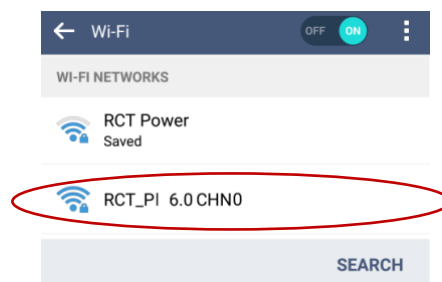 Wi-Fi OFF ON
WI-FI NETWORKS
RCT Power
Saved
RCT_PI 6.0 CHN0
SEARCH